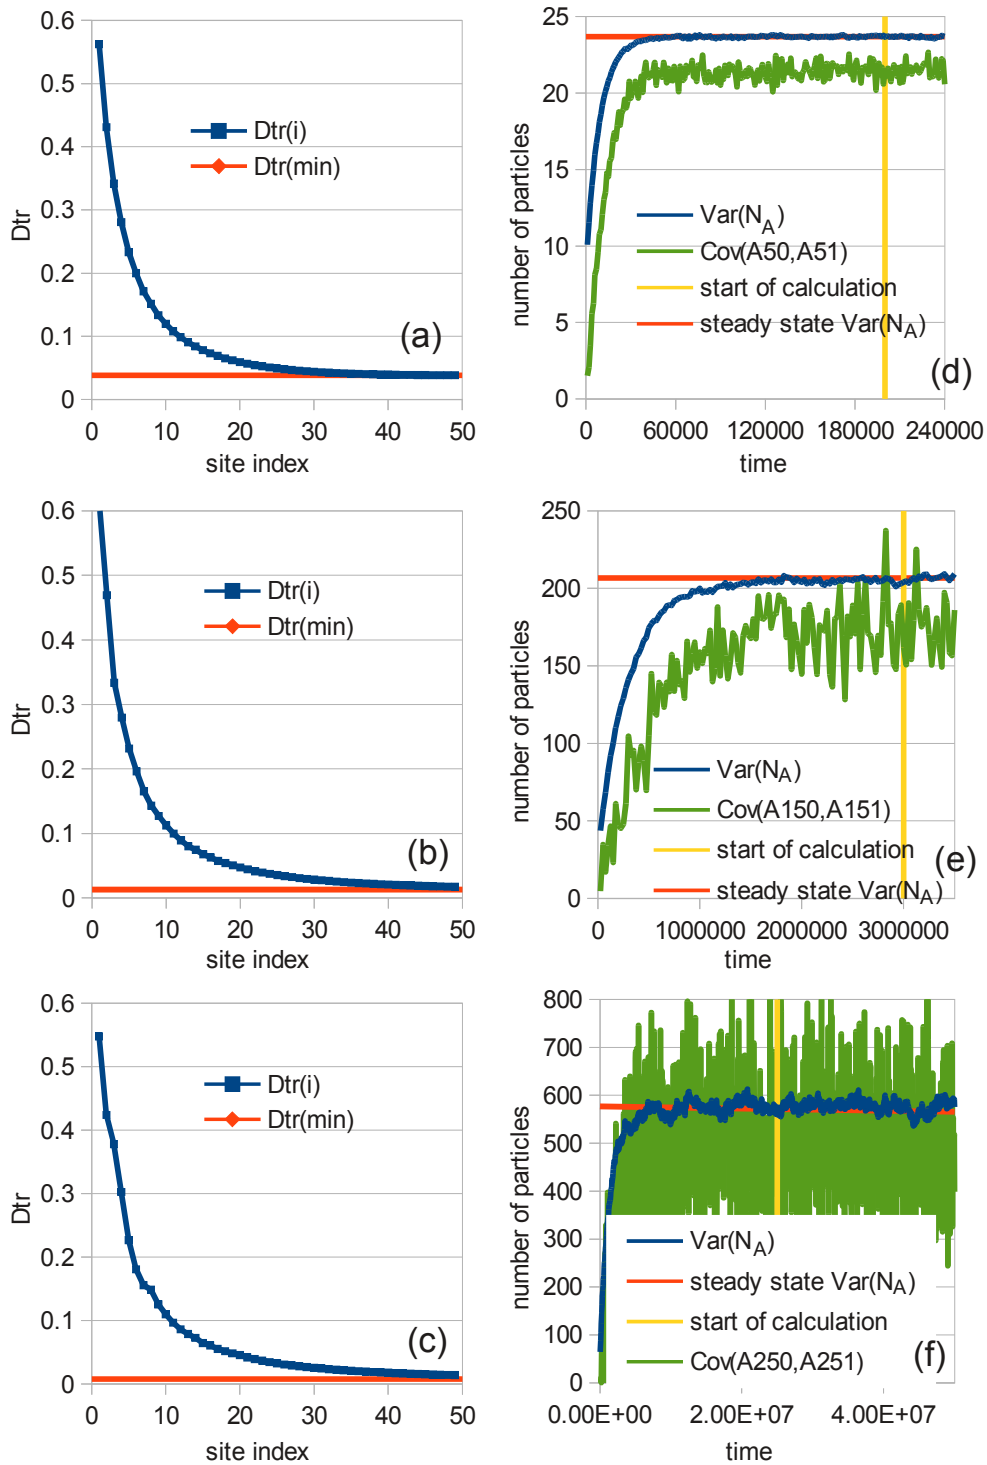 0.6
0.5
0.4
0.3
0.2
0.1
0
Dtr
Dtr(i)
Dtr(min)
(a)
0 10 20 30 40 50
site index
25
20
15
10
5
0
number of particles
Var(N_A)
Cov(A50,A51)
start of calculation
steady state Var(N_A)
(d)
0 60000 120000 180000 240000
time
0.6
0.5
0.4
0.3
0.2
0.1
0
Dtr
Dtr(i)
Dtr(min)
(b)
0 10 20 30 40 50
site index
250
200
150
100
50
0
number of particles
Var(N_A)
Cov(A150,A151)
start of calculation
steady state Var(N_A)
(e)
0 1000000 2000000 3000000
time
0.6
0.5
0.4
0.3
0.2
0.1
0
Dtr
Dtr(i)
Dtr(min)
(c)
0 10 20 30 40 50
site index
800
700
600
500
400
300
200
100
0
number of particles
Var(N_A)
steady state Var(N_A)
start of calculation
Cov(A250,A251)
(f)
0.00E+00 2.00E+07 4.00E+07
time